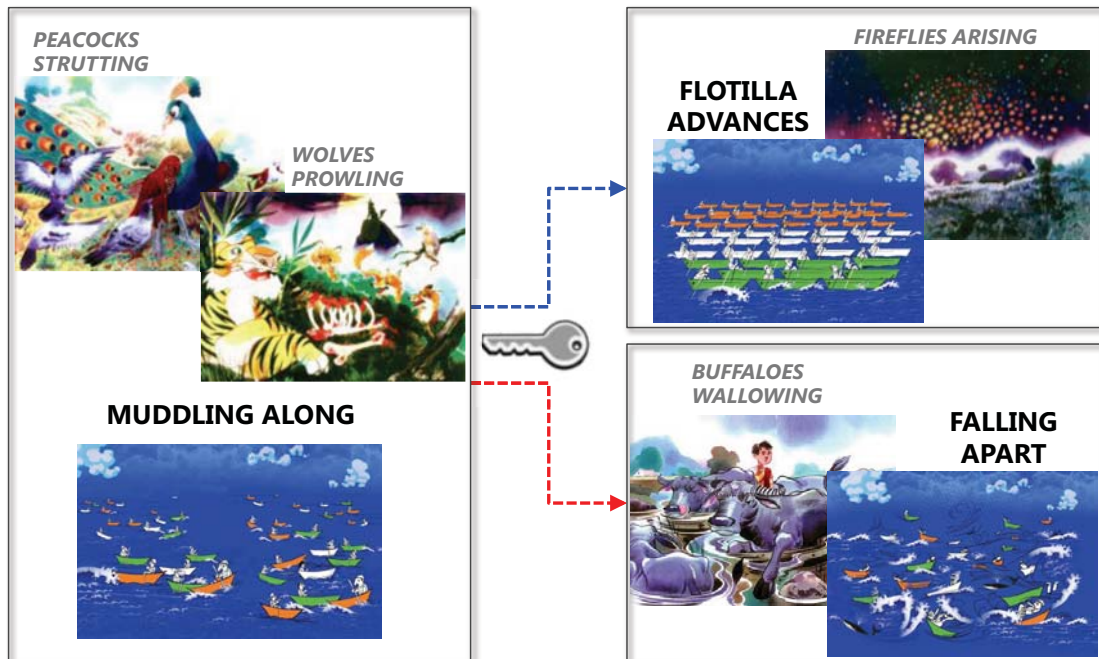 PEACOCKS
STRUTTING
WOLVES
PROWLING
MUDDLING ALONG
FIREFLIES ARISING
FLOTILLA
ADVANCES
BUFFALOES
WALLOWING
FALLING
APART